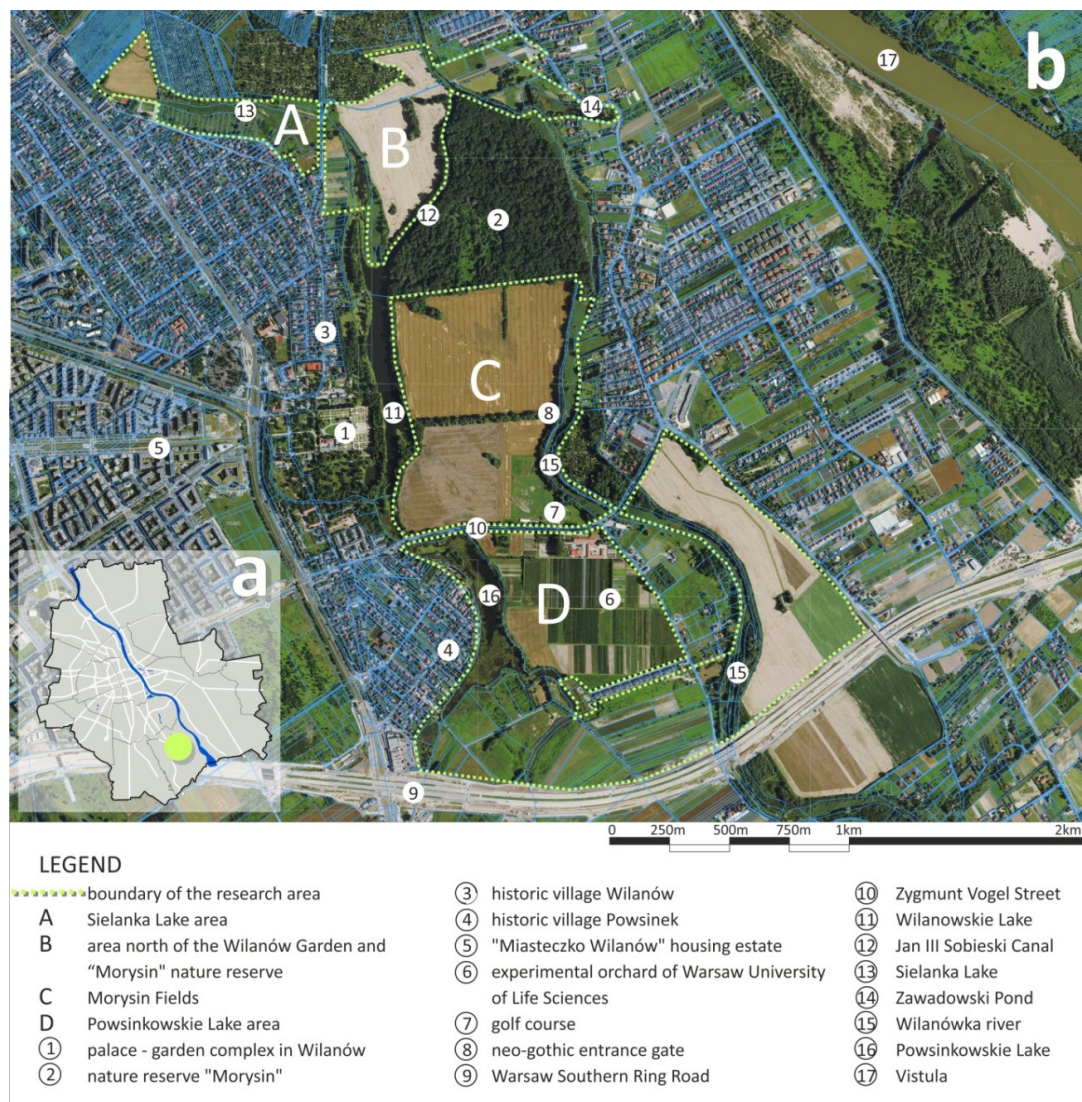 b
17
14
13
A
B
2
12
3
C
11
8
1
5
15
7
10
a
16
D
6
4
15
9
0 250m 500m 750m 1km 2km
LEGEND
boundary of the research area
A Sielanka Lake area
B area north of the Wilanów Garden and
“Morysin" nature reserve
C Morysin Fields
D Powsinkowskie Lake area
1 palace - garden complex in Wilanów
2 nature reserve "Morysin"
3 historic village Wilanów
4 historic village Powsinek
5 "Miasteczko Wilanów" housing estate
6 experimental orchard of Warsaw University
of Life Sciences
7 golf course
8 neo-gothic entrance gate
9 Warsaw Southern Ring Road
10 Zygmunt Vogel Street
11 Wilanowskie Lake
12 Jan III Sobieski Canal
13 Sielanka Lake
14 Zawadowski Pond
15 Wilanówka river
16 Powsinkowskie Lake
17 Vistula